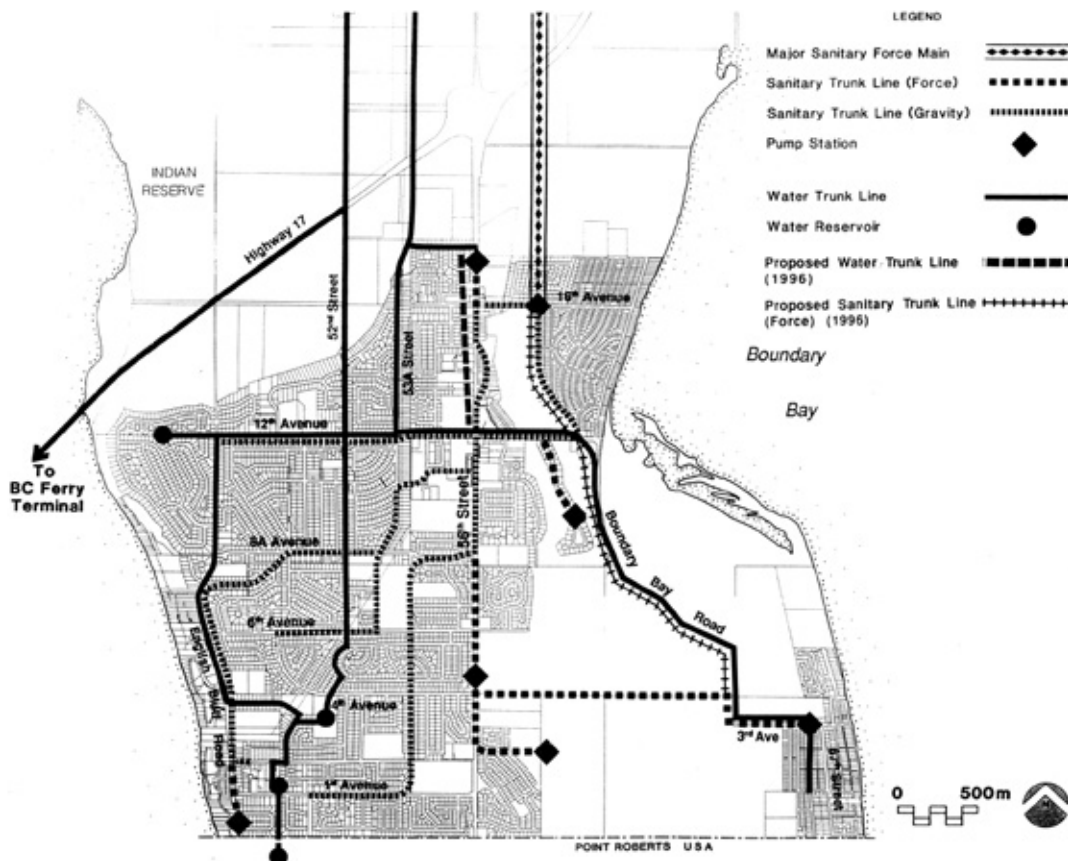 LEGEND
Major Sanitary Force Main
Sanitary Trunk Line (Force)
Sanitary Trunk Line (Gravity)
Pump Station
Water Trunk Line
Water Reservoir
Proposed Water Trunk Line
(1996)
Proposed Sanitary Trunk Line
(Force) (1996)
INDIAN
RESERVE
Highway 17
52nd Street
53A Street
16th Avenue
Boundary
Bay
12th Avenue
To
BC Ferry
Terminal
56th Street
8A Avenue
6th Avenue
Boundary
Bay
Road
English
Bluff
Road
4th Avenue
1st Avenue
3rd Ave
67th Street
0 500m
POINT ROBERTS USA